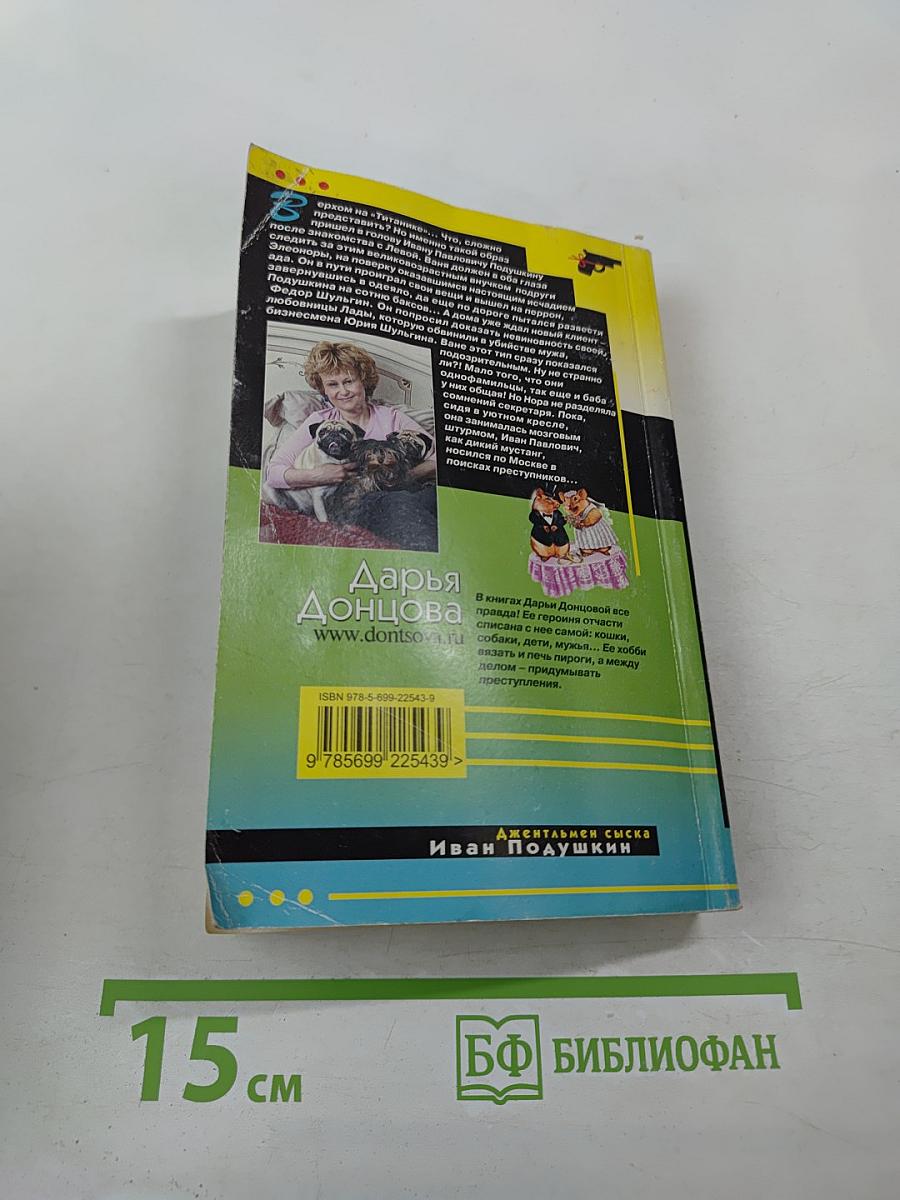 Верхом на «Титанике»... Что, сложно
представить? Но именно такой образ
пришел в голову Ивану Павловичу Подушкину
после знакомства с Левой. Ваня должен в оба глаза
следить за этим великовозрастным внучком подруги
Элеоноры, на поверку оказавшимся настоящим исчадием
ада. Он в пути проиграл свои вещи и вышел на перрон,
завернувшись в одеяло, да еще по дороге пытался развести
Подушкина на сотню баксов... А дома уже ждал новый клиент –
Федор Шульгин. Он попросил доказать невиновность своей
любовницы Лады, которую обвинили в убийстве мужа,
бизнесмена Юрия Шульгина. Ване этот тип сразу показался
подозрительным. Ну не странно
ли?! Мало того, что они
однофамильцы, так еще и баба
у них общая! Но Нора не разделяла
сомнений секретаря. Пока,
сидя в уютном кресле,
она занималась мозговым
штурмом, Иван Павлович,
как дикий мустанг,
носился по Москве в
поисках преступников...
Дарья
Донцова
www.dontsova.ru
В книгах Дарьи Донцовой все
правда! Ее героиня отчасти
списана с нее самой: кошки,
собаки, дети, мужья... Ее хобби
вязать и печь пироги, а между
делом – придумывать
преступления.
ISBN 978-5-699-22543-9
9 785699 225439 >
Джентльмен сыска
Иван Подушкин
15 см
БФ БИБЛИОФАН